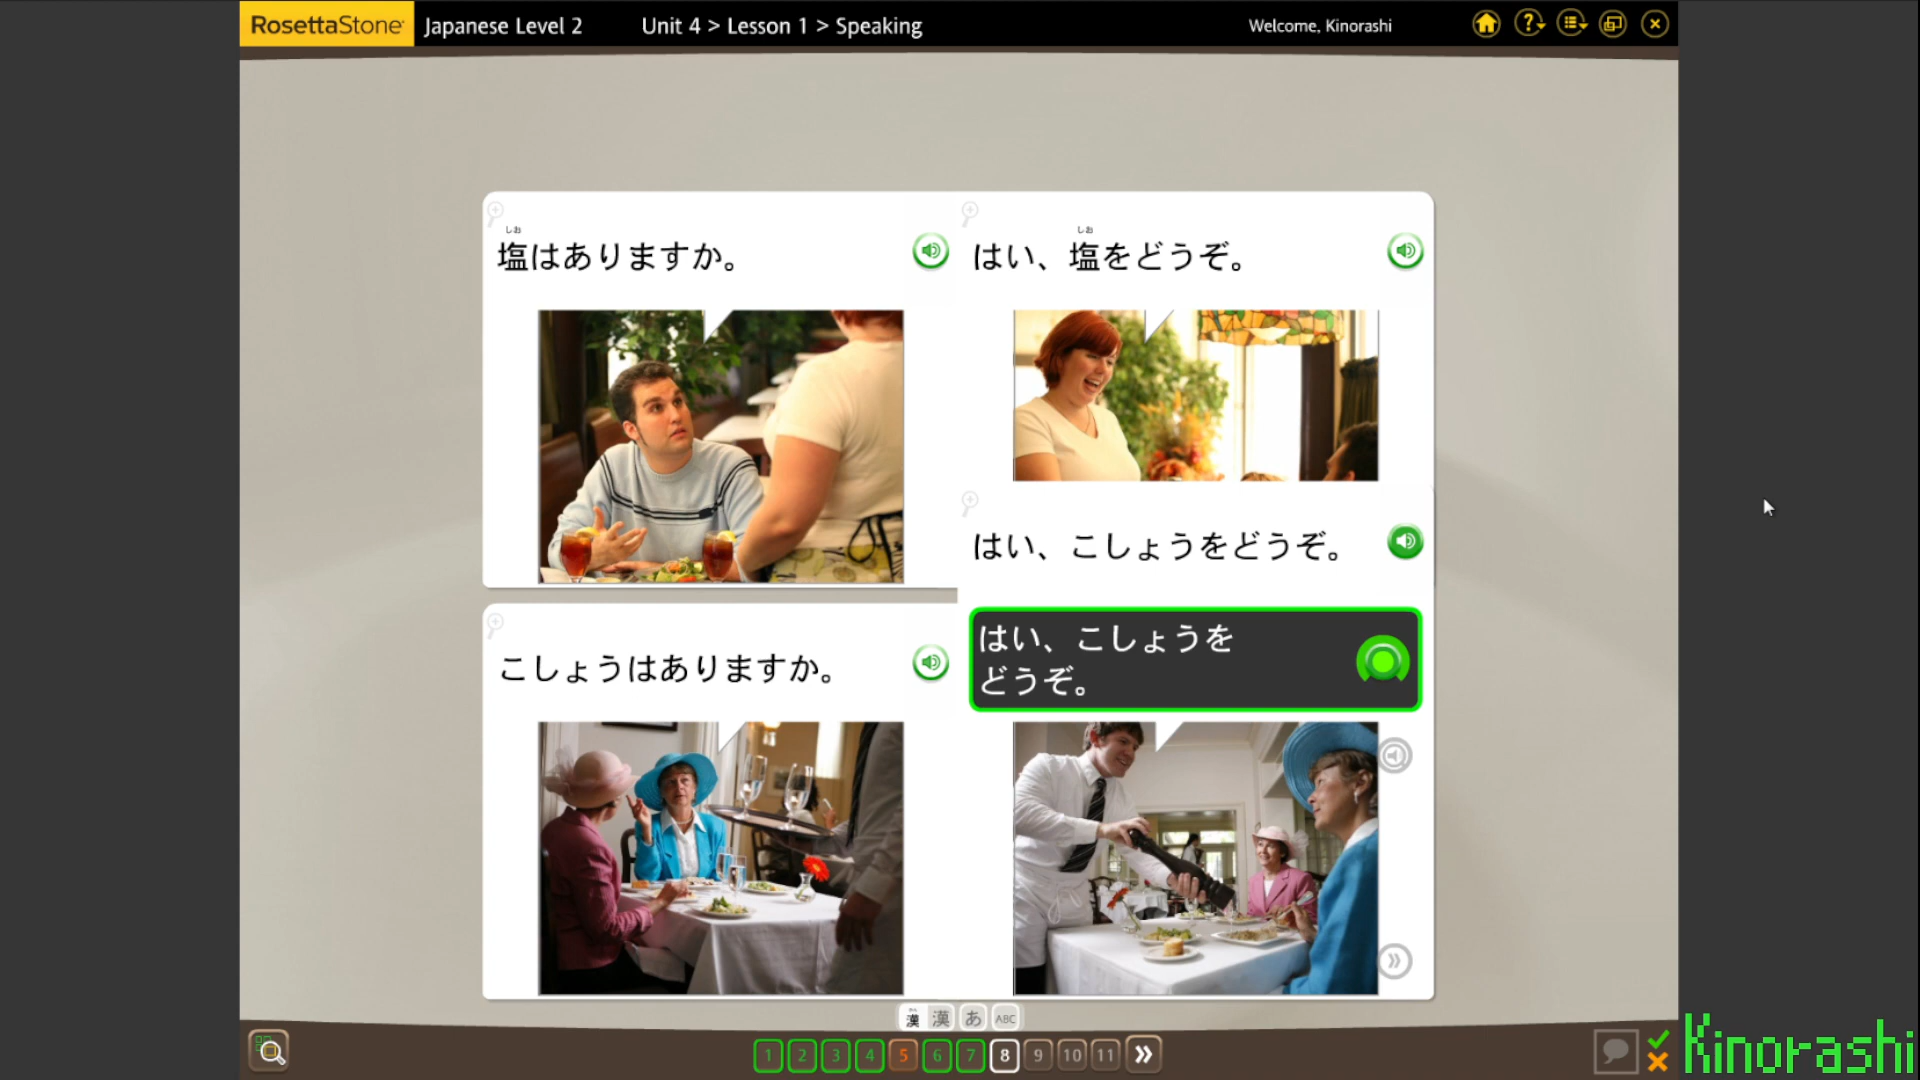 RosettaStone
Japanese Level 2
Unit 4 > Lesson 1 > Speaking
Welcome, Kinorashi
しお
塩はありますか。
しお
はい、塩をどうぞ。
はい、こしょうをどうぞ。
こしょうはありますか。
はい、こしょうを
どうぞ。
漢 漢 あ ABC
1 2 3 4 5 6 7 8 9 10 11
Kinorashi